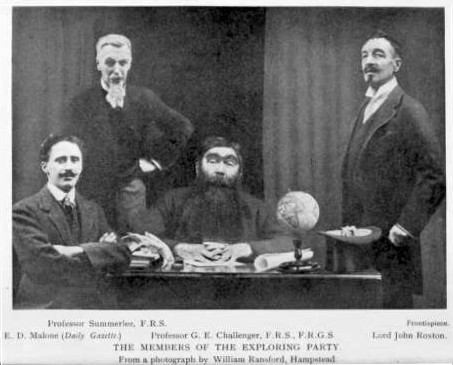 Professor Summerlee, F.R.S. Frontispiece.
E. D. Malone (Daily Gazette.) Professor G. E. Challenger, F.R.S., F.R.G.S. Lord John Roxton.
THE MEMBERS OF THE EXPLORING PARTY.
From a photograph by William Ransford, Hampstead.